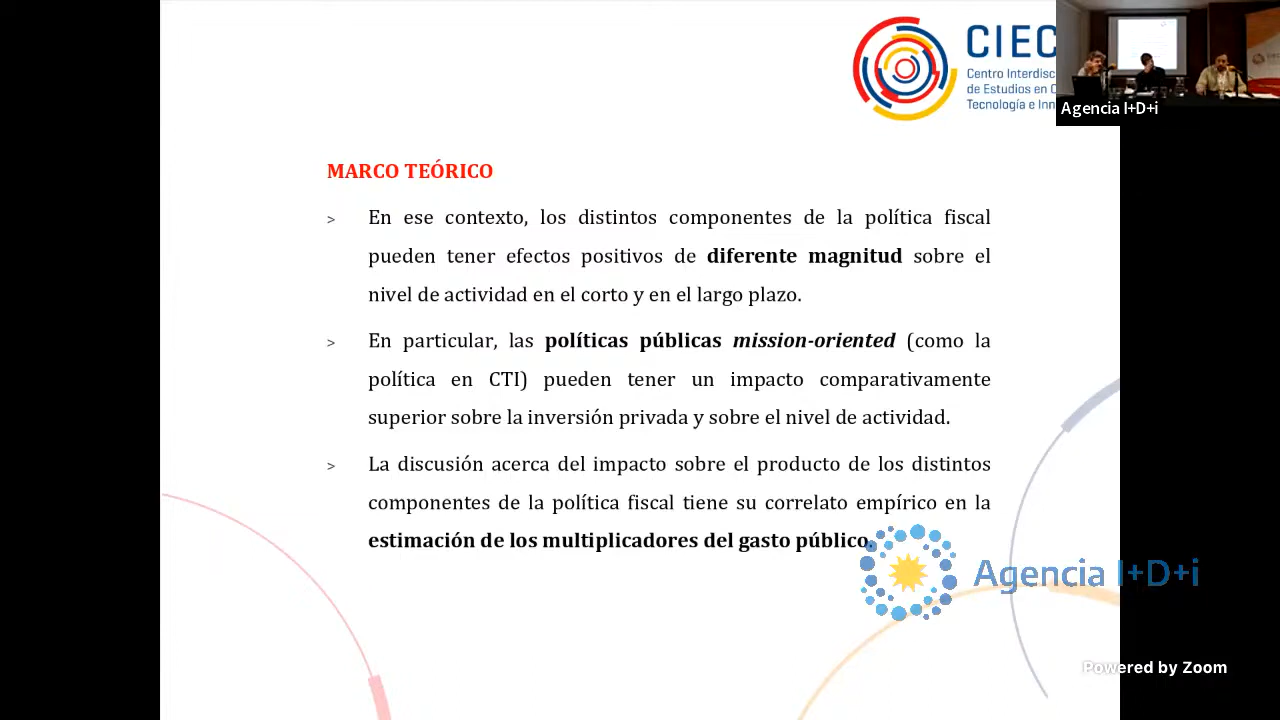 CIEC
Centro Interdisc
de Estudios en C
Tecnología e Inn
Agencia I+D+i
MARCO TEÓRICO
> En ese contexto, los distintos componentes de la política fiscal
pueden tener efectos positivos de diferente magnitud sobre el
nivel de actividad en el corto y en el largo plazo.
> En particular, las políticas públicas mission-oriented (como la
política en CTI) pueden tener un impacto comparativamente
superior sobre la inversión privada y sobre el nivel de actividad.
> La discusión acerca del impacto sobre el producto de los distintos
componentes de la política fiscal tiene su correlato empírico en la
estimación de los multiplicadores del gasto público.
Agencia I+D+i
Powered by Zoom